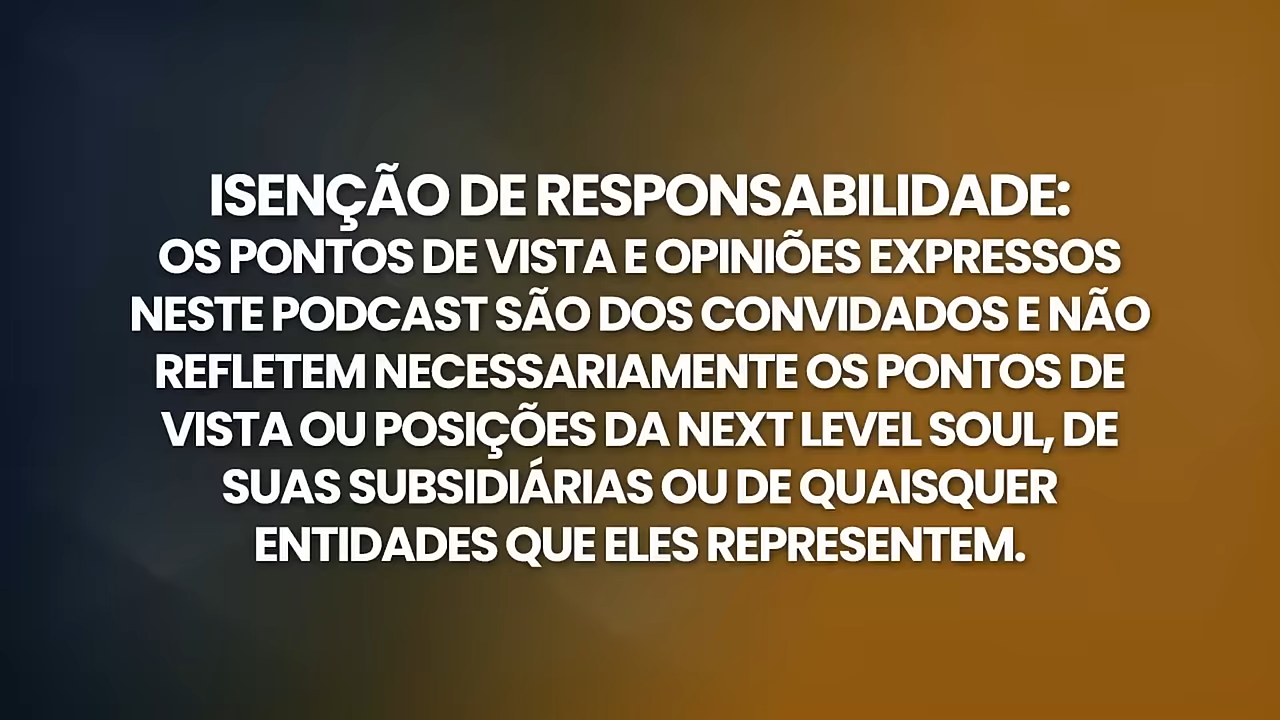 ISENÇÃO DE RESPONSABILIDADE:
OS PONTOS DE VISTA E OPINIÕES EXPRESSOS
NESTE PODCAST SÃO DOS CONVIDADOS E NÃO
REFLETEM NECESSARIAMENTE OS PONTOS DE
VISTA OU POSIÇÕES DA NEXT LEVEL SOUL, DE
SUAS SUBSIDIÁRIAS OU DE QUAISQUER
ENTIDADES QUE ELES REPRESENTEM.